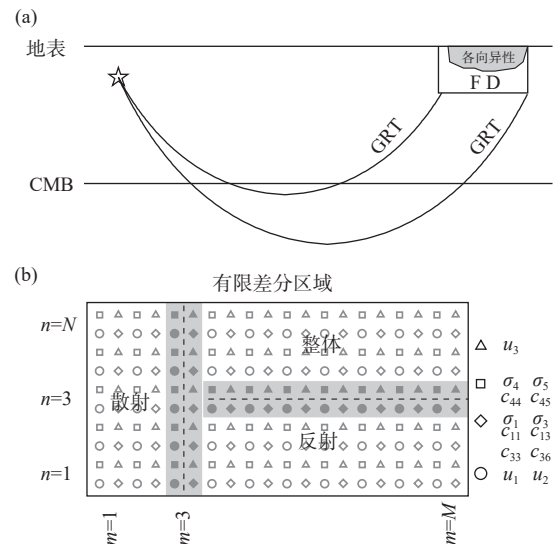 (a)
地表
各向异性
F D
GRT
GRT
CMB
(b)
有限差分区域
n=N
整体
u₃
σ₄ σ₅
n=3
散射
c₄₄ c₄₅
σ₁ σ₃
c₁₁ c₁₃
反射
c₃₃ c₃₆
n=1
u₁ u₂
m=1
m=3
m=M